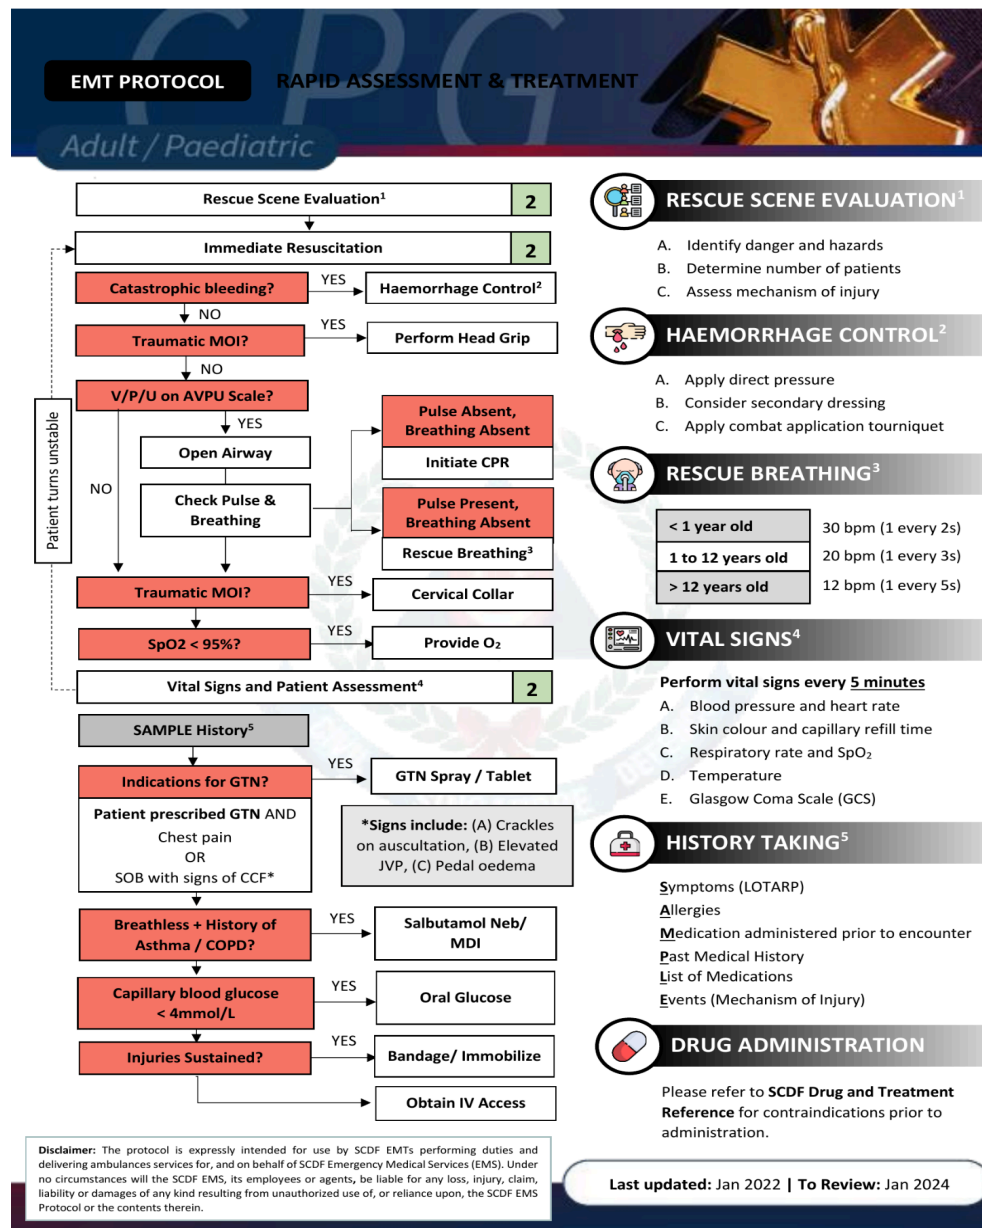 CPG
EMT PROTOCOL
RAPID ASSESSMENT & TREATMENT
Adult / Paediatric
Rescue Scene Evaluation¹
2
Immediate Resuscitation
2
Catastrophic bleeding?
YES
Haemorrhage Control²
NO
Traumatic MOI?
YES
Perform Head Grip
NO
V/P/U on AVPU Scale?
YES
NO
Open Airway
Check Pulse &
Breathing
Pulse Absent,
Breathing Absent
Initiate CPR
Pulse Present,
Breathing Absent
Rescue Breathing³
Patient turns unstable
Traumatic MOI?
YES
Cervical Collar
SpO2 < 95%?
YES
Provide O₂
Vital Signs and Patient Assessment⁴
2
SAMPLE History⁵
Indications for GTN?
YES
GTN Spray / Tablet
Patient prescribed GTN AND
Chest pain
OR
SOB with signs of CCF*
*Signs include: (A) Crackles
on auscultation, (B) Elevated
JVP, (C) Pedal oedema
Breathless + History of
Asthma / COPD?
YES
Salbutamol Neb/
MDI
Capillary blood glucose
< 4mmol/L
YES
Oral Glucose
Injuries Sustained?
YES
Bandage/ Immobilize
Obtain IV Access
RESCUE SCENE EVALUATION¹
A. Identify danger and hazards
B. Determine number of patients
C. Assess mechanism of injury
HAEMORRHAGE CONTROL²
A. Apply direct pressure
B. Consider secondary dressing
C. Apply combat application tourniquet
RESCUE BREATHING³
< 1 year old 30 bpm (1 every 2s)
1 to 12 years old 20 bpm (1 every 3s)
> 12 years old 12 bpm (1 every 5s)
VITAL SIGNS⁴
Perform vital signs every 5 minutes
A. Blood pressure and heart rate
B. Skin colour and capillary refill time
C. Respiratory rate and SpO₂
D. Temperature
E. Glasgow Coma Scale (GCS)
HISTORY TAKING⁵
Symptoms (LOTARP)
Allergies
Medication administered prior to encounter
Past Medical History
List of Medications
Events (Mechanism of Injury)
DRUG ADMINISTRATION
Please refer to SCDF Drug and Treatment
Reference for contraindications prior to
administration.
Disclaimer: The protocol is expressly intended for use by SCDF EMTs performing duties and
delivering ambulances services for, and on behalf of SCDF Emergency Medical Services (EMS). Under
no circumstances will the SCDF EMS, its employees or agents, be liable for any loss, injury, claim,
liability or damages of any kind resulting from unauthorized use of, or reliance upon, the SCDF EMS
Protocol or the contents therein.
Last updated: Jan 2022 | To Review: Jan 2024